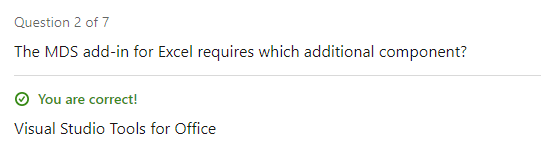 Question 2 of 7
The MDS add-in for Excel requires which additional component?
You are correct!
Visual Studio Tools for Office